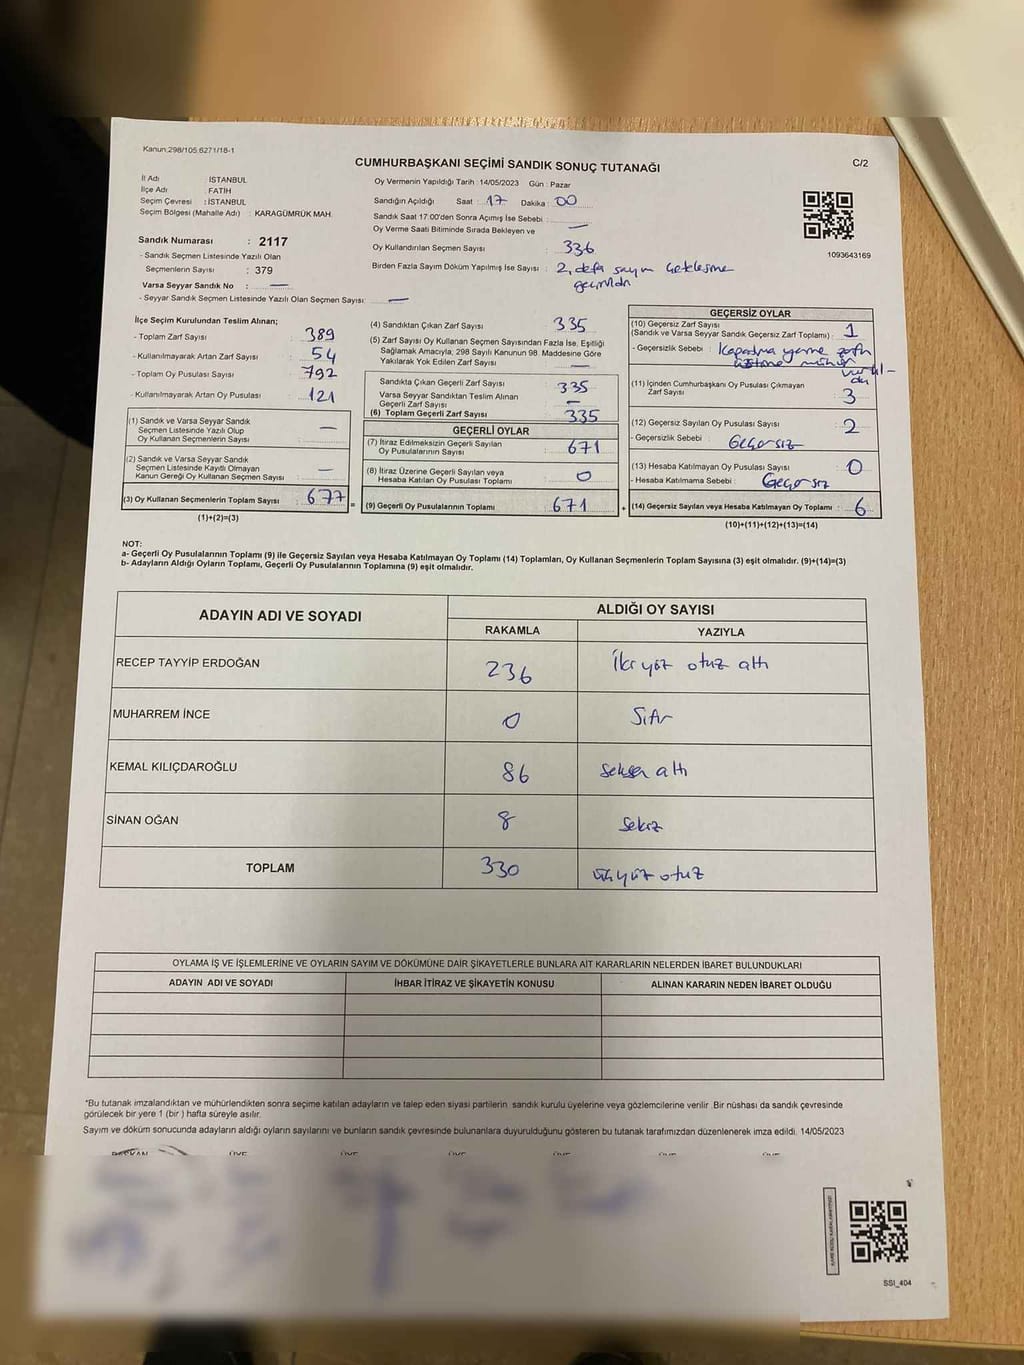 Kanun:298/105,6271/18-1
CUMHURBAŞKANI SEÇİMİ SANDIK SONUÇ TUTANAĞI
C/2
İl Adı : İSTANBUL
İlçe Adı : FATİH
Seçim Çevresi : İSTANBUL
Seçim Bölgesi (Mahalle Adı) : KARAGÜMRÜK MAH.
Sandık Numarası : 2117
- Sandık Seçmen Listesinde Yazılı Olan
Seçmenlerin Sayısı : 379
Varsa Seyyar Sandık No : —
- Seyyar Sandık Seçmen Listesinde Yazılı Olan Seçmen Sayısı: —
Oy Vermenin Yapıldığı Tarih : 14/05/2023 Gün : Pazar
Sandığın Açıldığı Saat : 17 Dakika : 00
Sandık Saat 17:00'den Sonra Açımış İse Sebebi :
Oy Verme Saati Bitiminde Sırada Bekleyen ve —
Oy Kullandırılan Seçmen Sayısı : 336
Birden Fazla Sayım Döküm Yapılmış İse Sayısı : 2, defa sayım
1093643169
İlçe Seçim Kurulundan Teslim Alınan;
- Toplam Zarf Sayısı : 389
- Kullanılmayarak Artan Zarf Sayısı : 54
- Toplam Oy Pusulası Sayısı : 792
- Kullanılmayarak Artan Oy Pusulası : 121
(1) Sandık ve Varsa Seyyar Sandık
Seçmen Listesinde Yazılı Olup
Oy Kullanan Seçmenlerin Sayısı : —
(2) Sandık ve Varsa Seyyar Sandık
Seçmen Listesinde Kayıtlı Olmayan
Kanun Gereği Oy Kullanan Seçmen Sayısı : —
(3) Oy Kullanan Seçmenlerin Toplam Sayısı : 677 =
(1)+(2)=(3)
(4) Sandıktan Çıkan Zarf Sayısı : 335
(5) Zarf Sayısı Oy Kullanan Seçmen Sayısından Fazla İse, Eşitliği
Sağlamak Amacıyla, 298 Sayılı Kanunun 98. Maddesine Göre
Yakılarak Yok Edilen Zarf Sayısı : —
Sandıkta Çıkan Geçerli Zarf Sayısı : 335
Varsa Seyyar Sandıktan Teslim Alınan
Geçerli Zarf Sayısı : —
(6) Toplam Geçerli Zarf Sayısı : 335
GEÇERLİ OYLAR
(7) İtiraz Edilmeksizin Geçerli Sayılan
Oy Pusulalarının Sayısı : 671
(8) İtiraz Üzerine Geçerli Sayılan veya
Hesaba Katılan Oy Pusulası Toplamı : 0
(9) Geçerli Oy Pusulalarının Toplamı : 671 +
GEÇERSİZ OYLAR
(10) Geçersiz Zarf Sayısı
(Sandık ve Varsa Seyyar Sandık Geçersiz Zarf Toplamı) : 1
- Geçersizlik Sebebi : Kapatma yerine zarfın
üstüne mühür
(11) İçinden Cumhurbaşkanı Oy Pusulası Çıkmayan
Zarf Sayısı : 3
(12) Geçersiz Sayılan Oy Pusulası Sayısı : 2
- Geçersizlik Sebebi : Geçersiz
(13) Hesaba Katılmayan Oy Pusulası Sayısı : 0
- Hesaba Katılmama Sebebi : Geçersiz
(14) Geçersiz Sayılan veya Hesaba Katılmayan Oy Toplamı : 6
(10)+(11)+(12)+(13)=(14)
NOT:
a- Geçerli Oy Pusulalarının Toplamı (9) ile Geçersiz Sayılan veya Hesaba Katılmayan Oy Toplamı (14) Toplamları, Oy Kullanan Seçmenlerin Toplam Sayısına (3) eşit olmalıdır. (9)+(14)=(3)
b- Adayların Aldığı Oyların Toplamı, Geçerli Oy Pusulalarının Toplamına (9) eşit olmalıdır.
ADAYIN ADI VE SOYADI
ALDIĞI OY SAYISI
RAKAMLA YAZIYLA
RECEP TAYYİP ERDOĞAN 236 İki yüz otuz altı
MUHARREM İNCE 0 Sıfır
KEMAL KILIÇDAROĞLU 86 seksen altı
SİNAN OĞAN 8 Sekiz
TOPLAM 330 üçyüz otuz
OYLAMA İŞ VE İŞLEMLERİNE VE OYLARIN SAYIM VE DÖKÜMÜNE DAİR ŞİKAYETLERLE BUNLARA AİT KARARLARIN NELERDEN İBARET BULUNDUKLARI
ADAYIN ADI VE SOYADI İHBAR İTİRAZ VE ŞİKAYETİN KONUSU ALINAN KARARIN NEDEN İBARET OLDUĞU
*Bu tutanak imzalandıktan ve mühürlendikten sonra seçime katılan adayların ve talep eden siyasi partilerin sandık kurulu üyelerine veya gözlemcilerine verilir. Bir nüshası da sandık çevresinde
görülecek bir yere 1 (bir) hafta süreyle asılır.
Sayım ve döküm sonucunda adayların aldığı oyların sayılarını ve bunların sandık çevresinde bulunanlara duyurulduğunu gösteren bu tutanak tarafımızdan düzenlenerek imza edildi. 14/05/2023
BAŞKAN ÜYE ÜYE ÜYE ÜYE ÜYE ÜYE
SSI_404